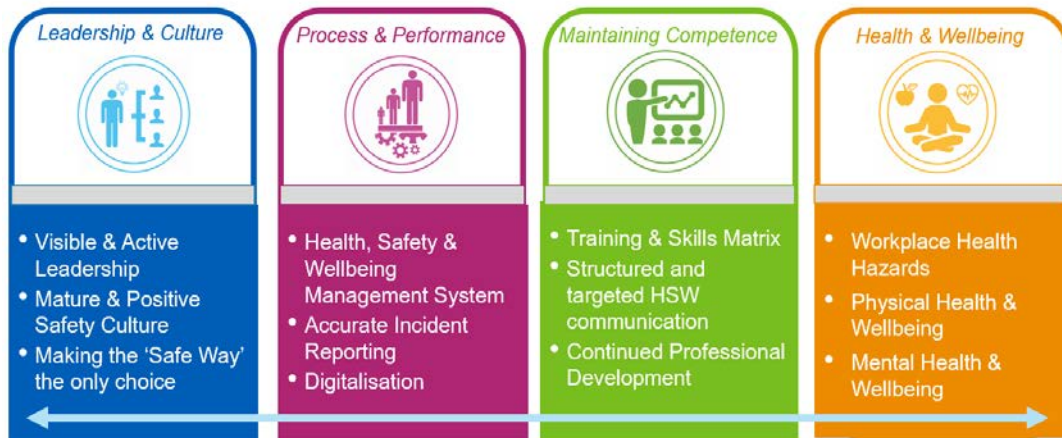 Leadership & Culture
• Visible & Active
Leadership
• Mature & Positive
Safety Culture
• Making the ‘Safe Way’
the only choice
Process & Performance
• Health, Safety &
Wellbeing
Management System
• Accurate Incident
Reporting
• Digitalisation
Maintaining Competence
• Training & Skills Matrix
• Structured and
targeted HSW
communication
• Continued Professional
Development
Health & Wellbeing
• Workplace Health
Hazards
• Physical Health &
Wellbeing
• Mental Health &
Wellbeing